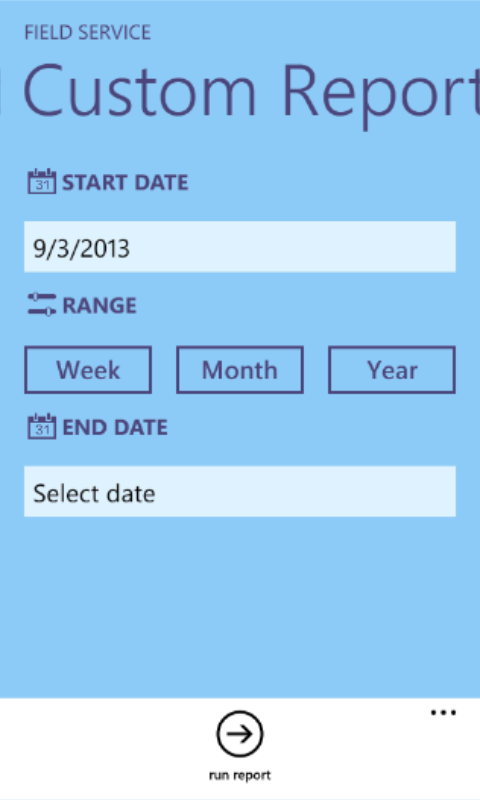 FIELD SERVICE
Custom Report
31 START DATE
9/3/2013
RANGE
Week Month Year
31 END DATE
Select date
...
run report